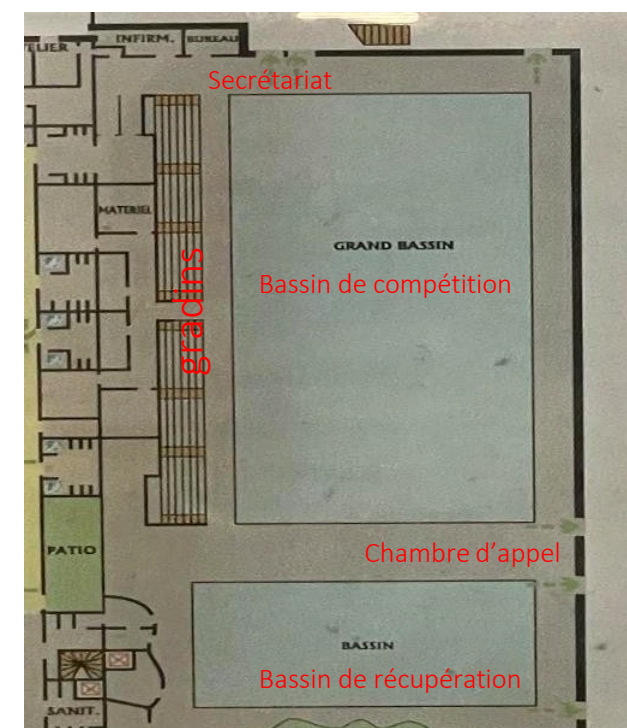 INFIRM.
BUREAU
Secrétariat
MATERIEL
GRAND BASSIN
Bassin de compétition
gradins
Chambre d'appel
PATIO
BASSIN
Bassin de récupération
SANIT.